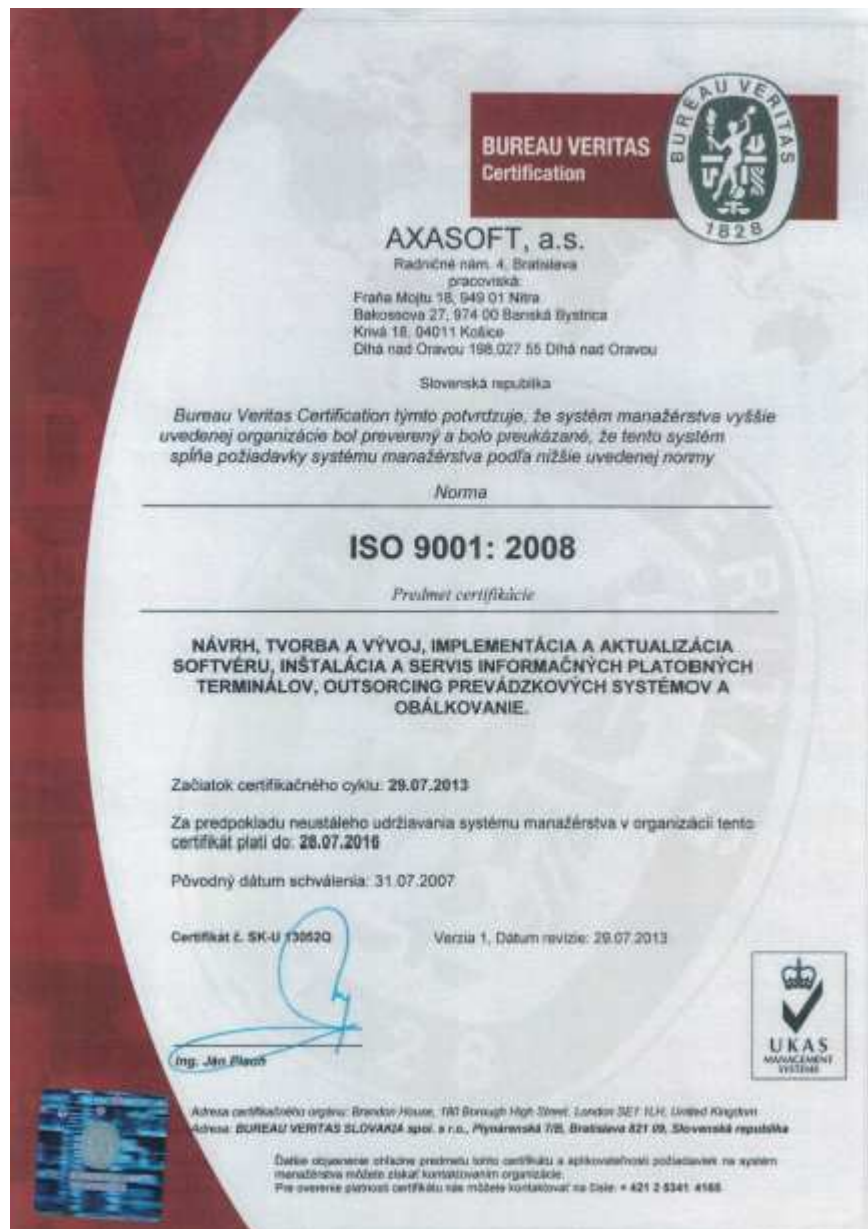 BUREAU VERITAS
Certification
BUREAU VERITAS
1828
AXASOFT, a.s.
Radničné nám. 4, Bratislava
pracoviská:
Fraňa Mojtu 18, 949 01 Nitra
Bakossova 27, 974 00 Banská Bystrica
Krivá 18, 04011 Košice
Dlhá nad Oravou 198,027 55 Dlhá nad Oravou
Slovenská republika
Bureau Veritas Certification týmto potvrdzuje, že systém manažérstva vyššie
uvedenej organizácie bol preverený a bolo preukázané, že tento systém
spĺňa požiadavky systému manažérstva podľa nižšie uvedenej normy
Norma
ISO 9001: 2008
Predmet certifikácie
NÁVRH, TVORBA A VÝVOJ, IMPLEMENTÁCIA A AKTUALIZÁCIA
SOFTVÉRU, INŠTALÁCIA A SERVIS INFORMAČNÝCH PLATOBNÝCH
TERMINÁLOV, OUTSORCING PREVÁDZKOVÝCH SYSTÉMOV A
OBÁLKOVANIE.
Začiatok certifikačného cyklu: 29.07.2013
Za predpokladu neustáleho udržiavania systému manažérstva v organizácii tento
certifikát platí do: 28.07.2016
Pôvodný dátum schválenia: 31.07.2007
Certifikát č. SK-U 13052Q Verzia 1, Dátum revízie: 29.07.2013
Ing. Ján
UKAS
MANAGEMENT
SYSTEMS
Adresa certifikačného orgánu: Brandon House, 180 Borough High Street, London SE1 1LH, United Kingdom
Adresa: BUREAU VERITAS SLOVAKIA spol. s r.o., Plynárenská 7/B, Bratislava 821 09, Slovenská republika
Ďalšie objasnenie ohľadne predmetu tohto certifikátu a aplikovateľnosti požiadaviek na systém
manažérstva môžete získať kontaktovaním organizácie.
Pre overenie platnosti certifikátu nás môžete kontaktovať na čísle: + 421 2 5341 4165